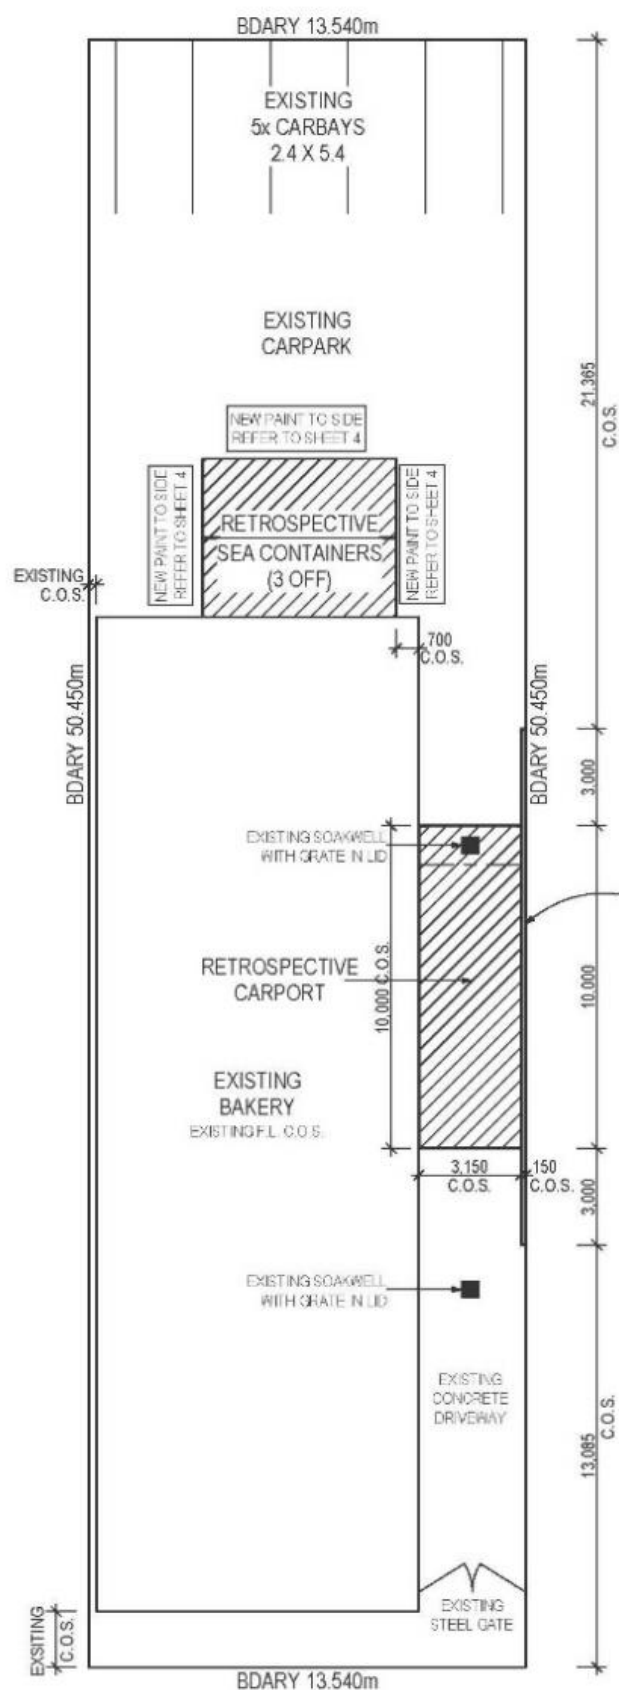 BDARY 13.540m
EXISTING
5x CARBAYS
2.4 X 5.4
EXISTING
CARPARK
21.365
C.O.S.
NEW PAINT TO SIDE
REFER TO SHEET 4
NEW PAINT TO SIDE
REFER TO SHEET 4
RETROSPECTIVE
SEA CONTAINERS
(3 OFF)
NEW PAINT TO SIDE
REFER TO SHEET 4
EXISTING
C.O.S.
.700
C.O.S.
BDARY 50.450m
BDARY 50.450m
3.000
EXISTING SOAKWELL
WITH GRATE IN LID
10.000 C.O.S.
RETROSPECTIVE
CARPORT
10.000
EXISTING
BAKERY
EXISTING F.L. C.O.S.
3.150
C.O.S.
.150
C.O.S.
3.000
EXISTING SOAKWELL
WITH GRATE IN LID
EXISTING
CONCRETE
DRIVEWAY
13.085
C.O.S.
EXISTING
STEEL GATE
EXSITING
C.O.S.
BDARY 13.540m